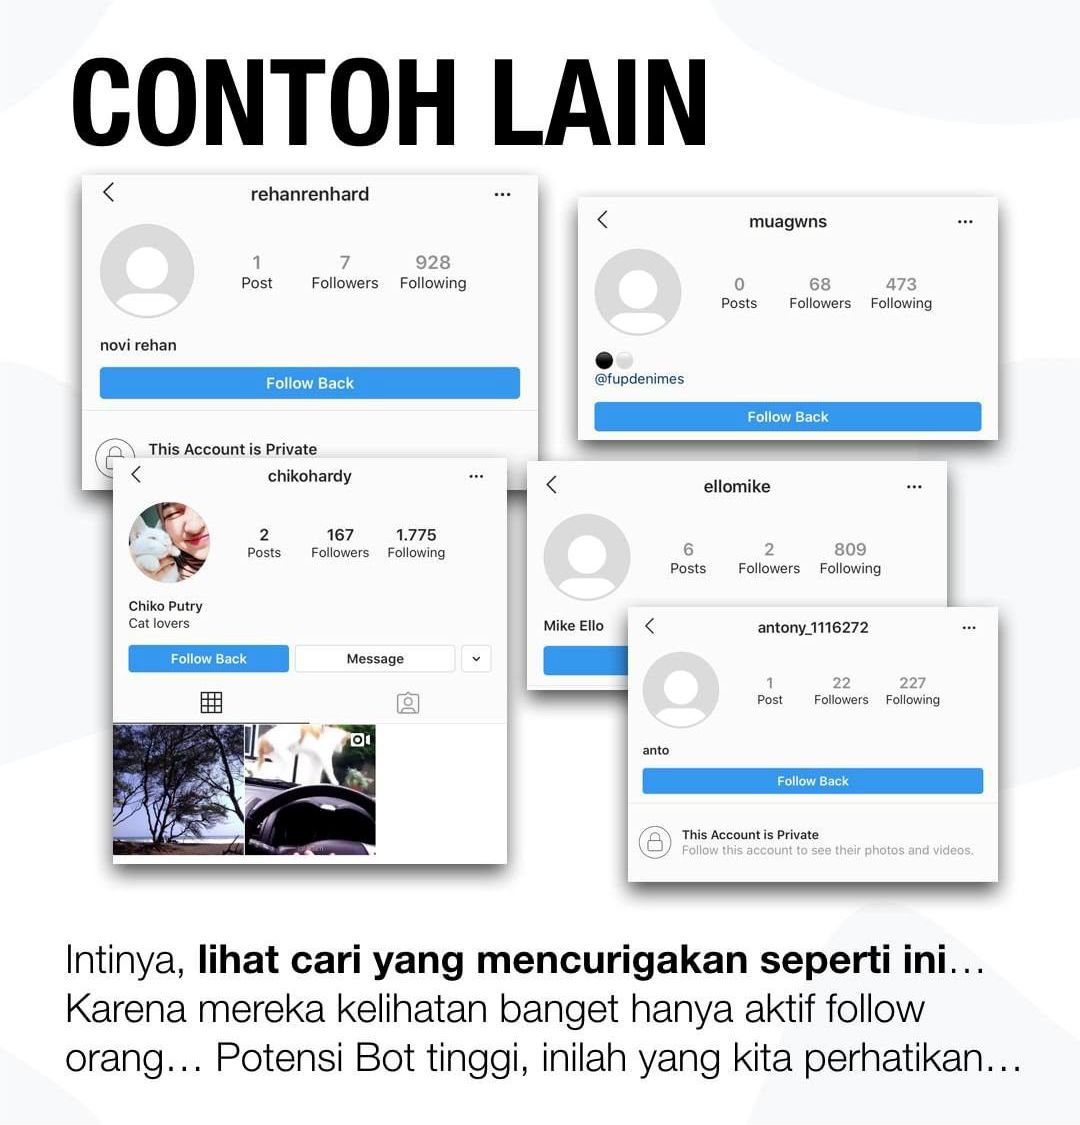 CONTOH LAIN
rehanrenhard
1 7 928
Post Followers Following
novi rehan
Follow Back
This Account is Private
muagwns
0 68 473
Posts Followers Following
@fupdenimes
Follow Back
chikohardy
2 167 1.775
Posts Followers Following
Chiko Putry
Cat lovers
Follow Back Message
ellomike
6 2 809
Posts Followers Following
Mike Ello
antony_1116272
1 22 227
Post Followers Following
anto
Follow Back
This Account is Private
Follow this account to see their photos and videos.
Intinya, lihat cari yang mencurigakan seperti ini...
Karena mereka kelihatan banget hanya aktif follow
orang... Potensi Bot tinggi, inilah yang kita perhatikan...